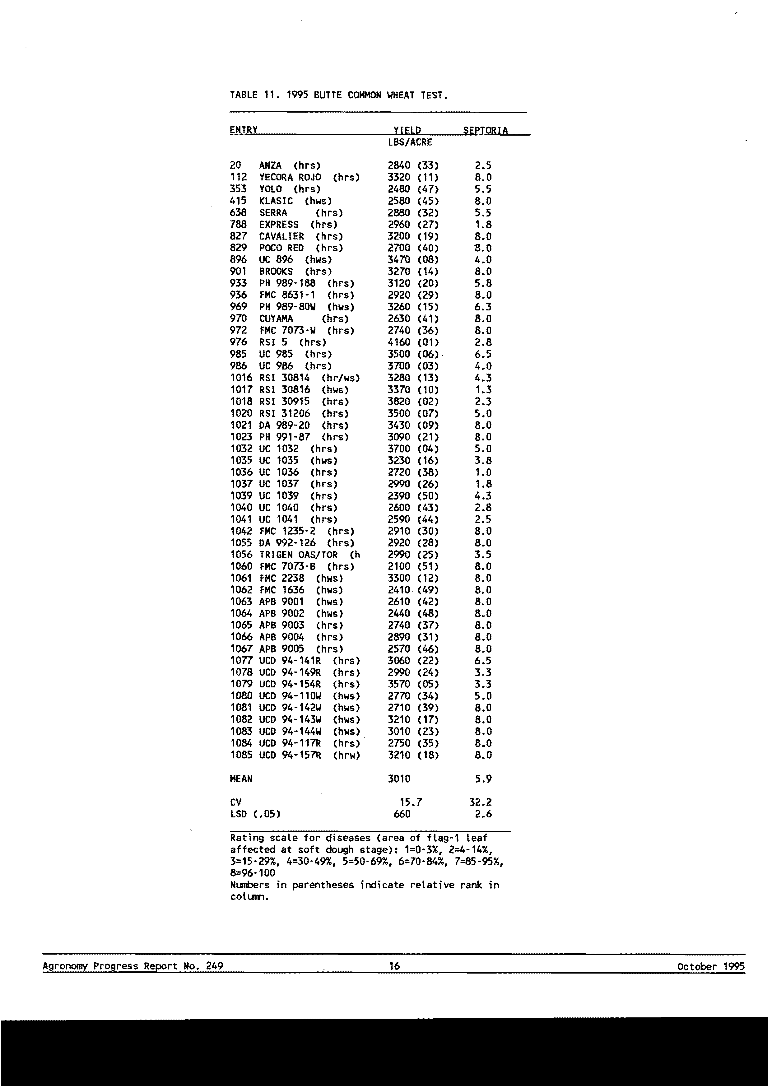 TABLE 11. 1995 BUTTE COMMON WHEAT TEST.
ENTRY YIELD SEPTORIA
LBS/ACRE
20 ANZA (hrs) 2840 (33) 2.5
112 YECORA ROJO (hrs) 3320 (11) 8.0
353 YOLO (hrs) 2480 (47) 5.5
415 KLASIC (hws) 2580 (45) 8.0
638 SERRA (hrs) 2880 (32) 5.5
788 EXPRESS (hrs) 2960 (27) 1.8
827 CAVALIER (hrs) 3200 (19) 8.0
829 POCO RED (hrs) 2700 (40) 8.0
896 UC 896 (hws) 3470 (08) 4.0
901 BROOKS (hrs) 3270 (14) 8.0
933 PH 989-188 (hrs) 3120 (20) 5.8
936 FMC 8631-1 (hrs) 2920 (29) 8.0
969 PH 989-80W (hws) 3260 (15) 6.3
970 CUYAMA (hrs) 2630 (41) 8.0
972 FMC 7073-W (hrs) 2740 (36) 8.0
976 RSI 5 (hrs) 4160 (01) 2.8
985 UC 985 (hrs) 3500 (06) 6.5
986 UC 986 (hrs) 3700 (03) 4.0
1016 RSI 30814 (hr/ws) 3280 (13) 4.3
1017 RSI 30816 (hws) 3370 (10) 1.3
1018 RSI 30915 (hrs) 3820 (02) 2.3
1020 RSI 31206 (hrs) 3500 (07) 5.0
1021 DA 989-20 (hrs) 3430 (09) 8.0
1023 PH 991-87 (hrs) 3090 (21) 8.0
1032 UC 1032 (hrs) 3700 (04) 5.0
1035 UC 1035 (hws) 3230 (16) 3.8
1036 UC 1036 (hrs) 2720 (38) 1.0
1037 UC 1037 (hrs) 2990 (26) 1.8
1039 UC 1039 (hrs) 2390 (50) 4.3
1040 UC 1040 (hrs) 2600 (43) 2.8
1041 UC 1041 (hrs) 2590 (44) 2.5
1042 FMC 1235-2 (hrs) 2910 (30) 8.0
1055 DA 992-126 (hrs) 2920 (28) 8.0
1056 TRIGEN OAS/TOR (h 2990 (25) 3.5
1060 FMC 7073-B (hrs) 2100 (51) 8.0
1061 FMC 2238 (hws) 3300 (12) 8.0
1062 FMC 1636 (hws) 2410 (49) 8.0
1063 APB 9001 (hws) 2610 (42) 8.0
1064 APB 9002 (hws) 2440 (48) 8.0
1065 APB 9003 (hrs) 2740 (37) 8.0
1066 APB 9004 (hrs) 2890 (31) 8.0
1067 APB 9005 (hrs) 2570 (46) 8.0
1077 UCD 94-141R (hrs) 3060 (22) 6.5
1078 UCD 94-149R (hrs) 2990 (24) 3.3
1079 UCD 94-154R (hrs) 3570 (05) 3.3
1080 UCD 94-110W (hws) 2770 (34) 5.0
1081 UCD 94-142W (hws) 2710 (39) 8.0
1082 UCD 94-143W (hws) 3210 (17) 8.0
1083 UCD 94-144W (hws) 3010 (23) 8.0
1084 UCD 94-117R (hrs) 2750 (35) 8.0
1085 UCD 94-157R (hrw) 3210 (18) 8.0
MEAN 3010 5.9
CV 15.7 32.2
LSD (.05) 660 2.6
Rating scale for diseases (area of flag-1 leaf
affected at soft dough stage): 1=0-3%, 2=4-14%,
3=15-29%, 4=30-49%, 5=50-69%, 6=70-84%, 7=85-95%,
8=96-100
Numbers in parentheses indicate relative rank in
column.
Agronomy Progress Report No. 249 16 October 1995